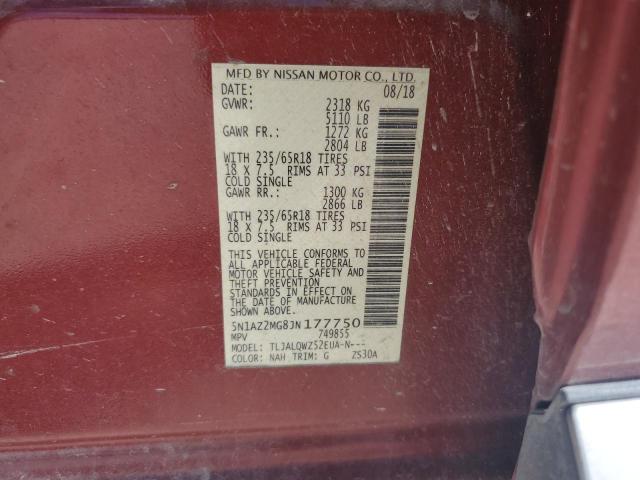 MFD BY NISSAN MOTOR CO., LTD.
DATE: 08/18
GVWR: 2318 KG
5110 LB
GAWR FR.: 1272 KG
2804 LB
WITH 235/65R18 TIRES
18 X 7.5 RIMS AT 33 PSI
COLD SINGLE
GAWR RR.: 1300 KG
2866 LB
WITH 235/65R18 TIRES
18 X 7.5 RIMS AT 33 PSI
COLD SINGLE
THIS VEHICLE CONFORMS TO
ALL APPLICABLE FEDERAL
MOTOR VEHICLE SAFETY AND
THEFT PREVENTION
STANDARDS IN EFFECT ON
THE DATE OF MANUFACTURE
SHOWN ABOVE.
5N1AZ2MG8JN177750
MPV 749855
MODEL: TLJALQWZ52EUA-N---
COLOR: NAH TRIM: G ZS30A